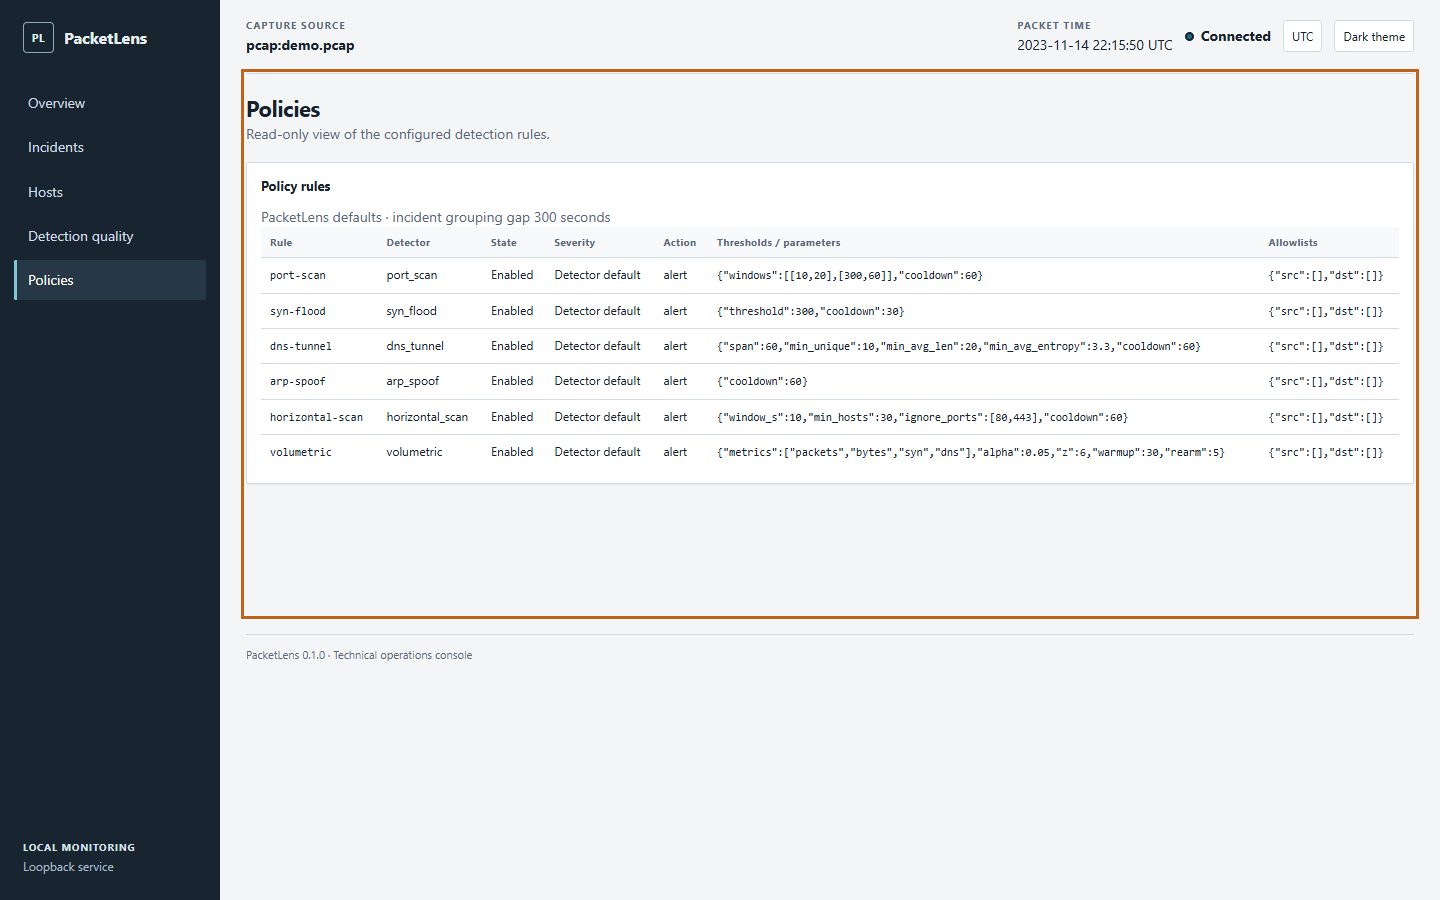 PL PacketLens
Overview
Incidents
Hosts
Detection quality
Policies
LOCAL MONITORING
Loopback service
CAPTURE SOURCE
pcap:demo.pcap
PACKET TIME
2023-11-14 22:15:50 UTC
Connected
UTC
Dark theme
Policies
Read-only view of the configured detection rules.
Policy rules
PacketLens defaults · incident grouping gap 300 seconds
Rule Detector State Severity Action Thresholds / parameters Allowlists
port-scan port_scan Enabled Detector default alert {"windows":[[10,20],[300,60]],"cooldown":60} {"src":[],"dst":[]}
syn-flood syn_flood Enabled Detector default alert {"threshold":300,"cooldown":30} {"src":[],"dst":[]}
dns-tunnel dns_tunnel Enabled Detector default alert {"span":60,"min_unique":10,"min_avg_len":20,"min_avg_entropy":3.3,"cooldown":60} {"src":[],"dst":[]}
arp-spoof arp_spoof Enabled Detector default alert {"cooldown":60} {"src":[],"dst":[]}
horizontal-scan horizontal_scan Enabled Detector default alert {"window_s":10,"min_hosts":30,"ignore_ports":[80,443],"cooldown":60} {"src":[],"dst":[]}
volumetric volumetric Enabled Detector default alert {"metrics":["packets","bytes","syn","dns"],"alpha":0.05,"z":6,"warmup":30,"rearm":5} {"src":[],"dst":[]}
PacketLens 0.1.0 · Technical operations console